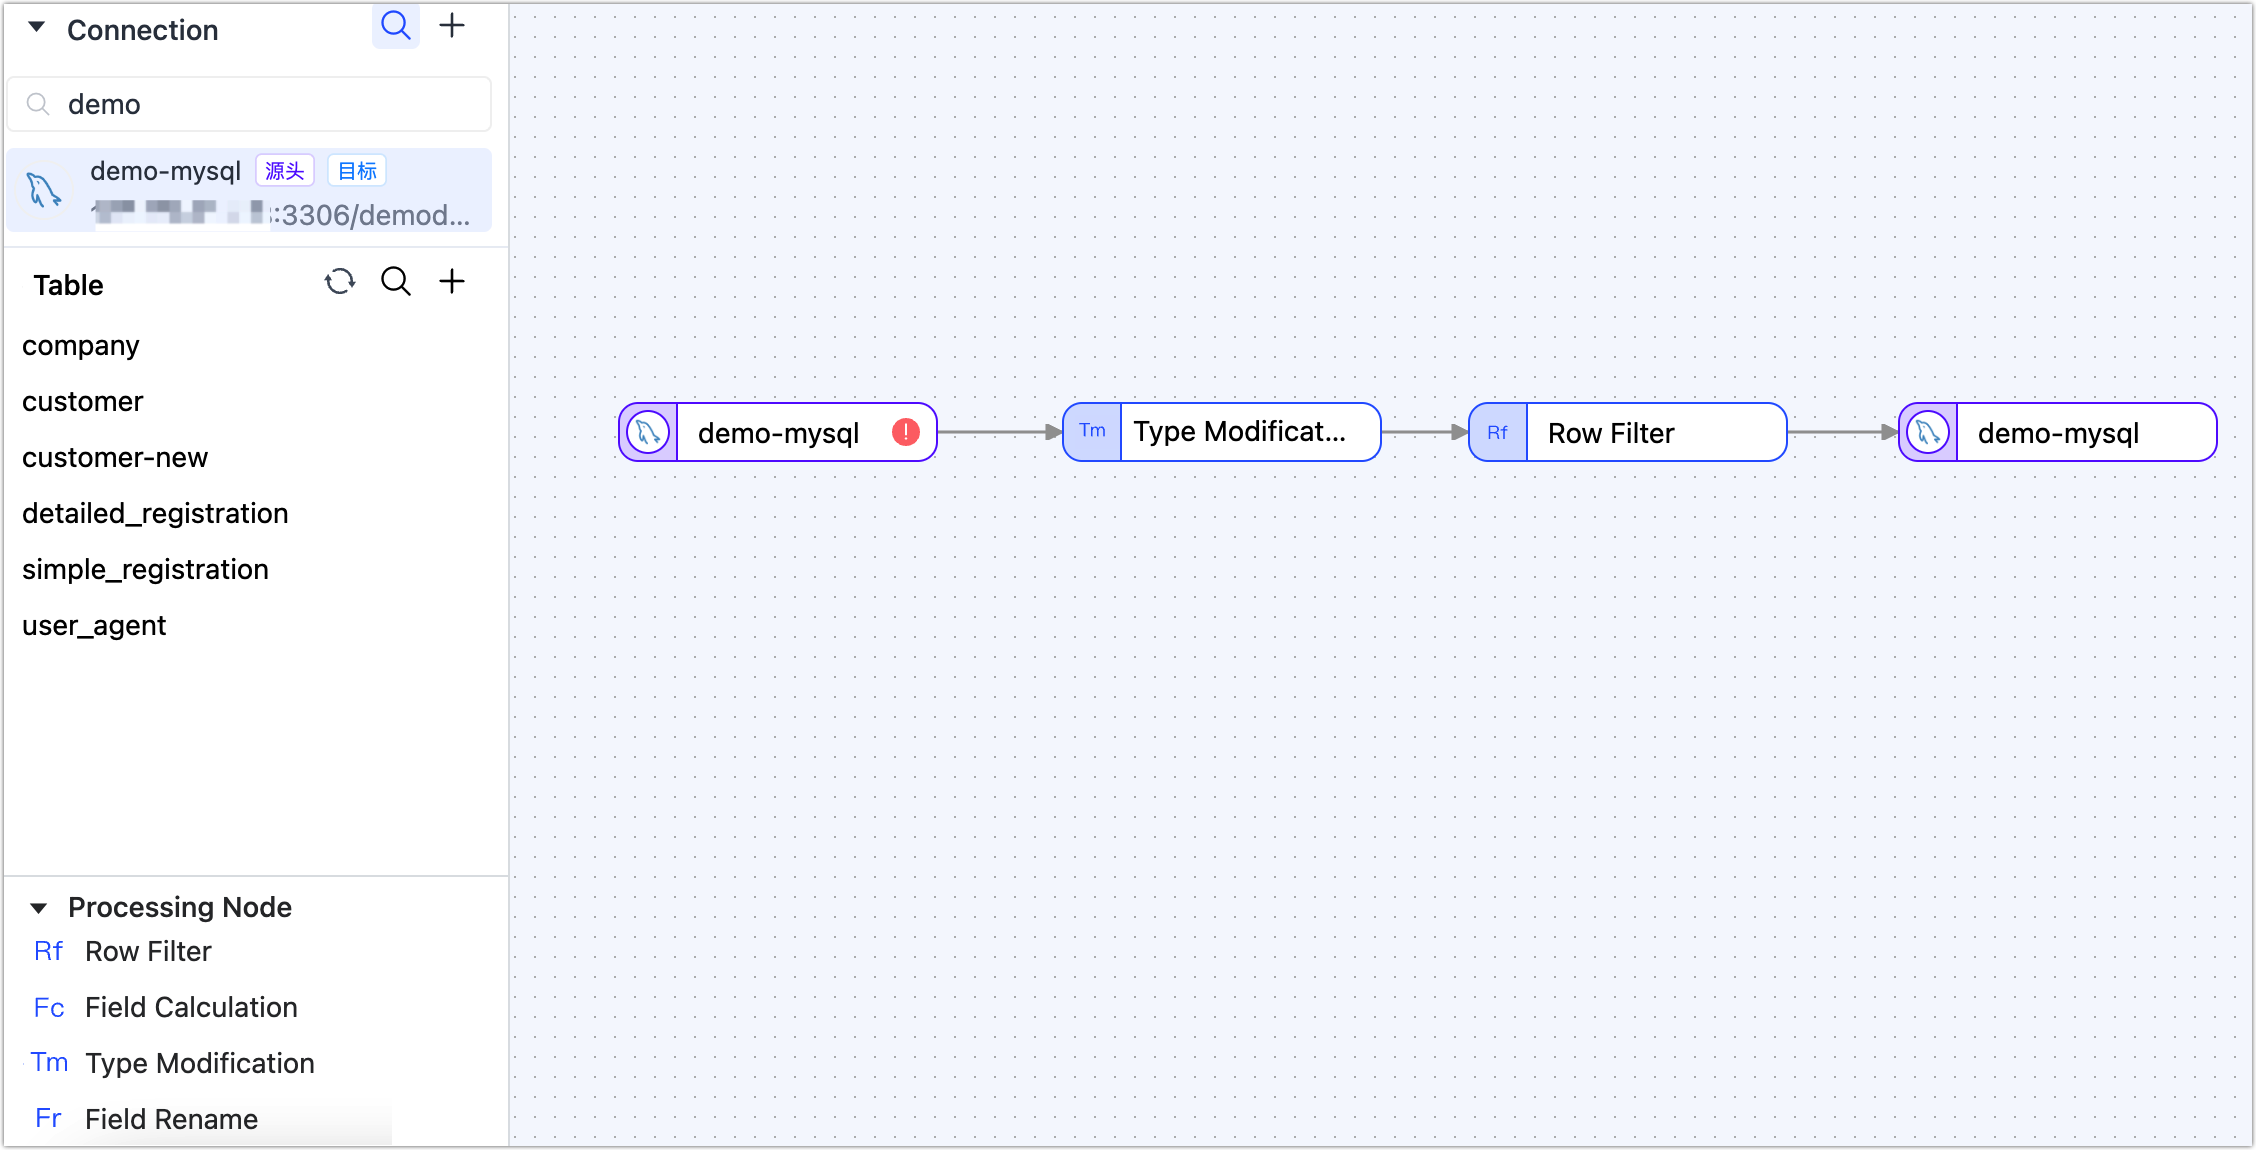 Connection
demo
demo-mysql 源头 目标
:3306/demod...
Table
company
customer
customer-new
detailed_registration
simple_registration
user_agent
Processing Node
Rf Row Filter
Fc Field Calculation
Tm Type Modification
Fr Field Rename
demo-mysql
Tm Type Modificat...
Rf Row Filter
demo-mysql